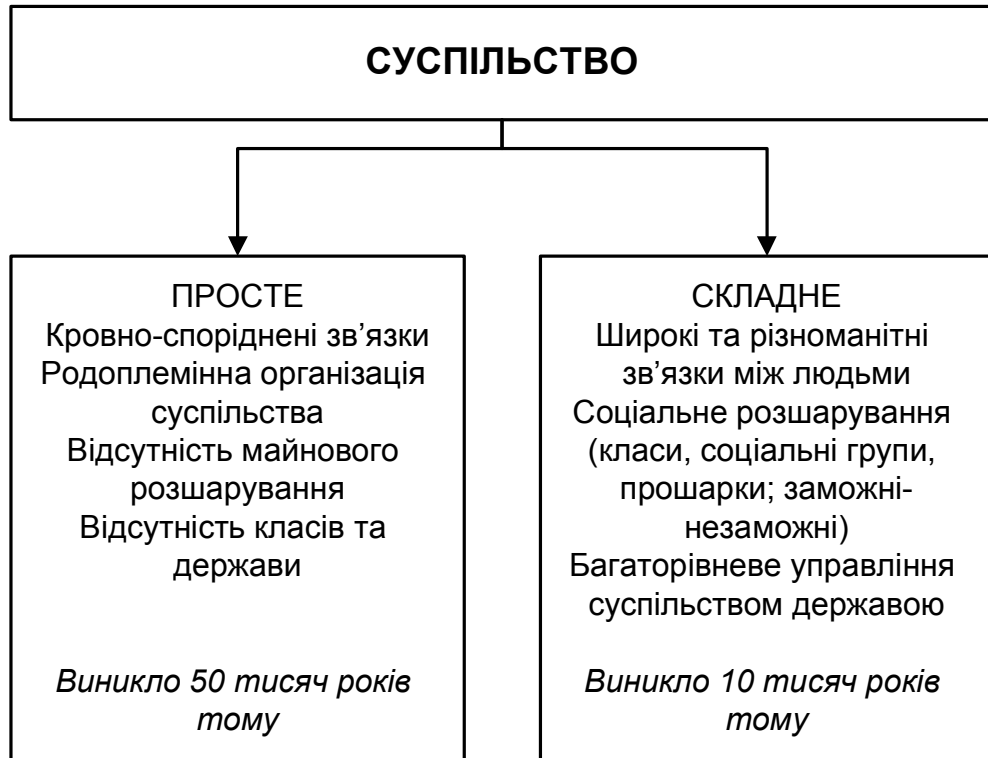 СУСПІЛЬСТВО
ПРОСТЕ
Кровно-споріднені зв’язки
Родоплемінна організація
суспільства
Відсутність майнового
розшарування
Відсутність класів та
держави
Виникло 50 тисяч років
тому
СКЛАДНЕ
Широкі та різноманітні
зв’язки між людьми
Соціальне розшарування
(класи, соціальні групи,
прошарки; заможні-
незаможні)
Багаторівневе управління
суспільством державою
Виникло 10 тисяч років
тому